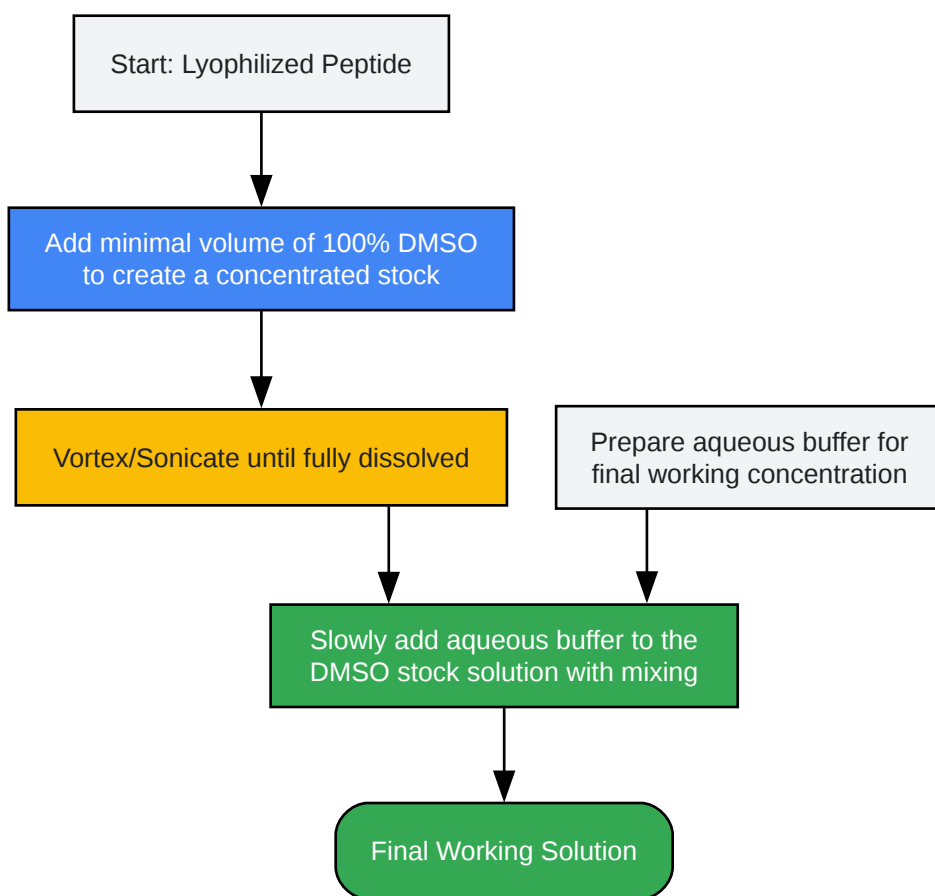 Start: Lyophilized Peptide
Add minimal volume of 100% DMSO
to create a concentrated stock
Vortex/Sonicate until fully dissolved
Prepare aqueous buffer for
final working concentration
Slowly add aqueous buffer to the
DMSO stock solution with mixing
Final Working Solution